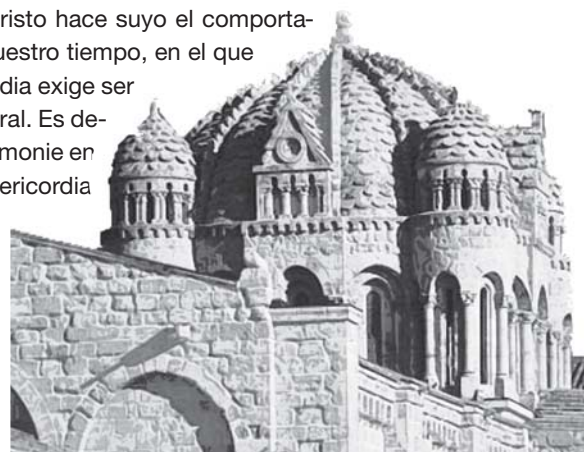 risto hace suyo el comporta-
uestro tiempo, en el que
dia exige ser
ral. Es de-
monie en
ericordia